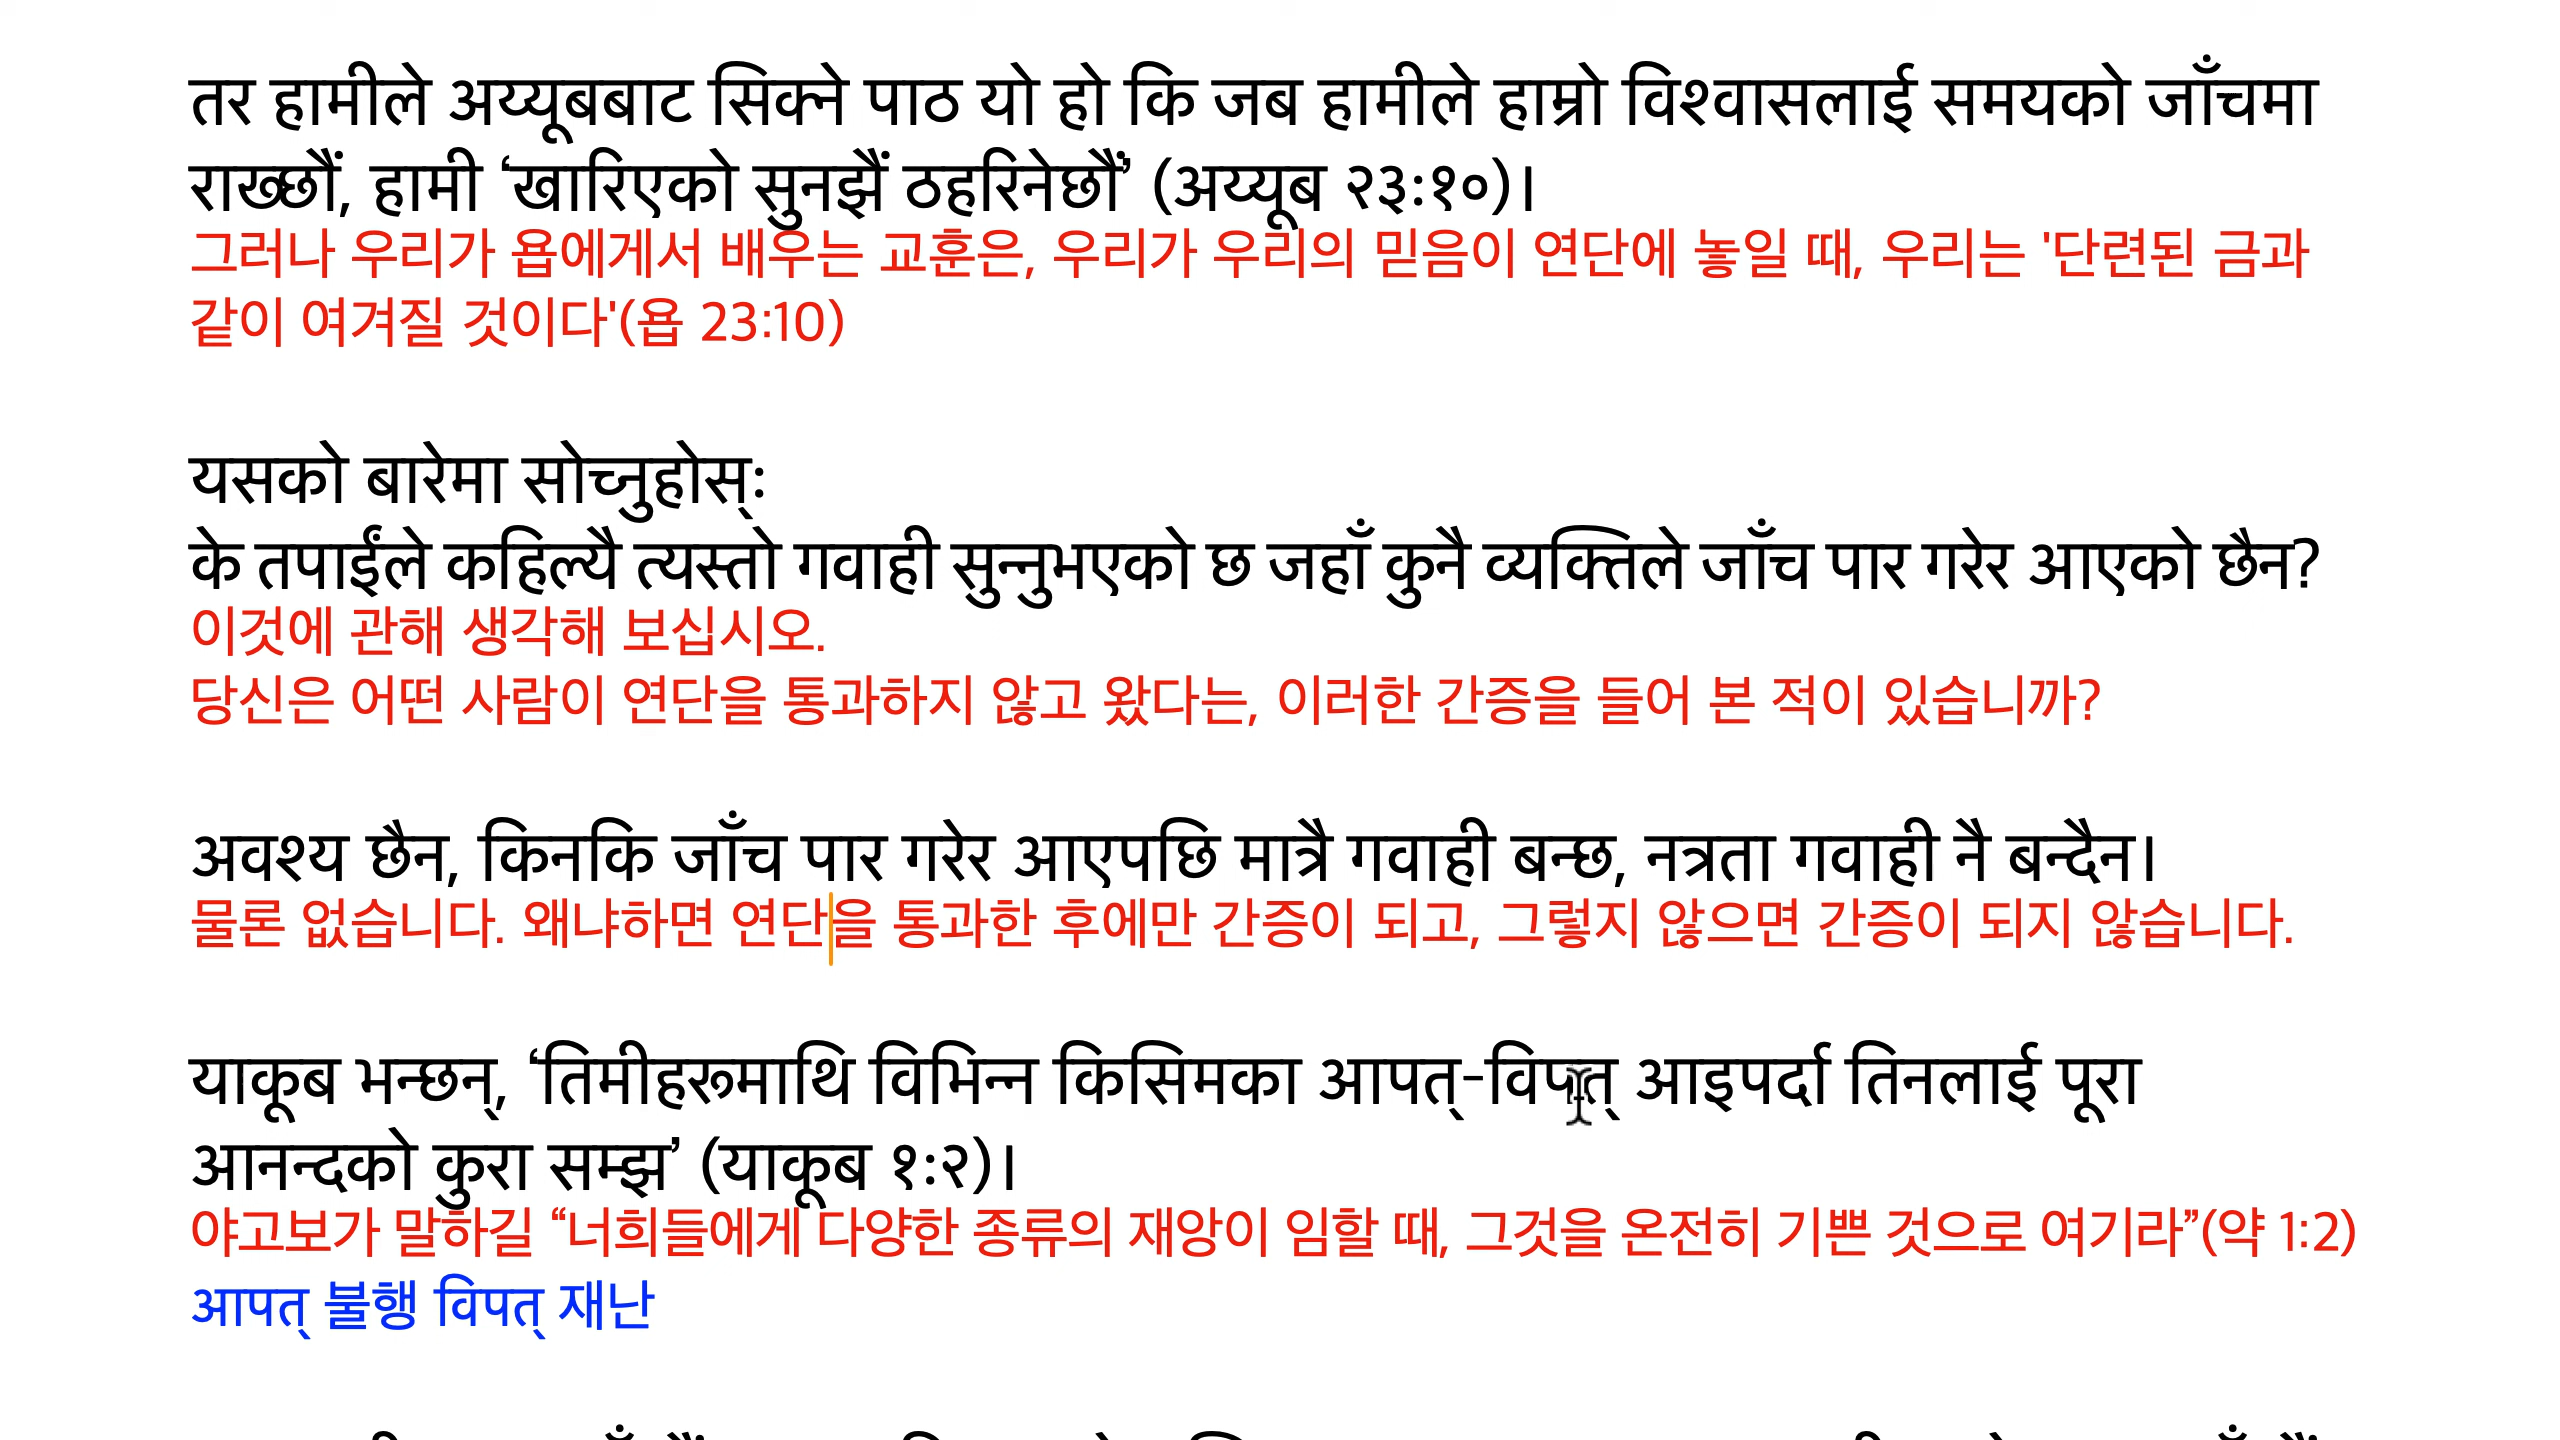 तर हामीले अय्यूबबाट सिक्ने पाठ यो हो कि जब हामीले हाम्रो विश्वासलाई समयको जाँचमा
राख्छौं, हामी ‘खारिएको सुनझैं ठहरिनेछौं’ (अय्यूब २३:१०)।
그러나 우리가 욥에게서 배우는 교훈은, 우리가 우리의 믿음이 연단에 놓일 때, 우리는 '단련된 금과
같이 여겨질 것이다'(욥 23:10)
यसको बारेमा सोच्नुहोस्ः
के तपाईंले कहिल्यै त्यस्तो गवाही सुन्नुभएको छ जहाँ कुनै व्यक्तिले जाँच पार गरेर आएको छैन?
이것에 관해 생각해 보십시오.
당신은 어떤 사람이 연단을 통과하지 않고 왔다는, 이러한 간증을 들어 본 적이 있습니까?
अवश्य छैन, किनकि जाँच पार गरेर आएपछि मात्रै गवाही बन्छ, नत्रता गवाही नै बन्दैन।
물론 없습니다. 왜냐하면 연단을 통과한 후에만 간증이 되고, 그렇지 않으면 간증이 되지 않습니다.
याकूब भन्छन्, ‘तिमीहरूमाथि विभिन्न किसिमका आपत्-विपत् आइपर्दा तिनलाई पूरा
आनन्दको कुरा सम्झ’ (याकूब १:२)।
야고보가 말하길 “너희들에게 다양한 종류의 재앙이 임할 때, 그것을 온전히 기쁜 것으로 여기라”(약 1:2)
आपत् 불행 विपत् 재난